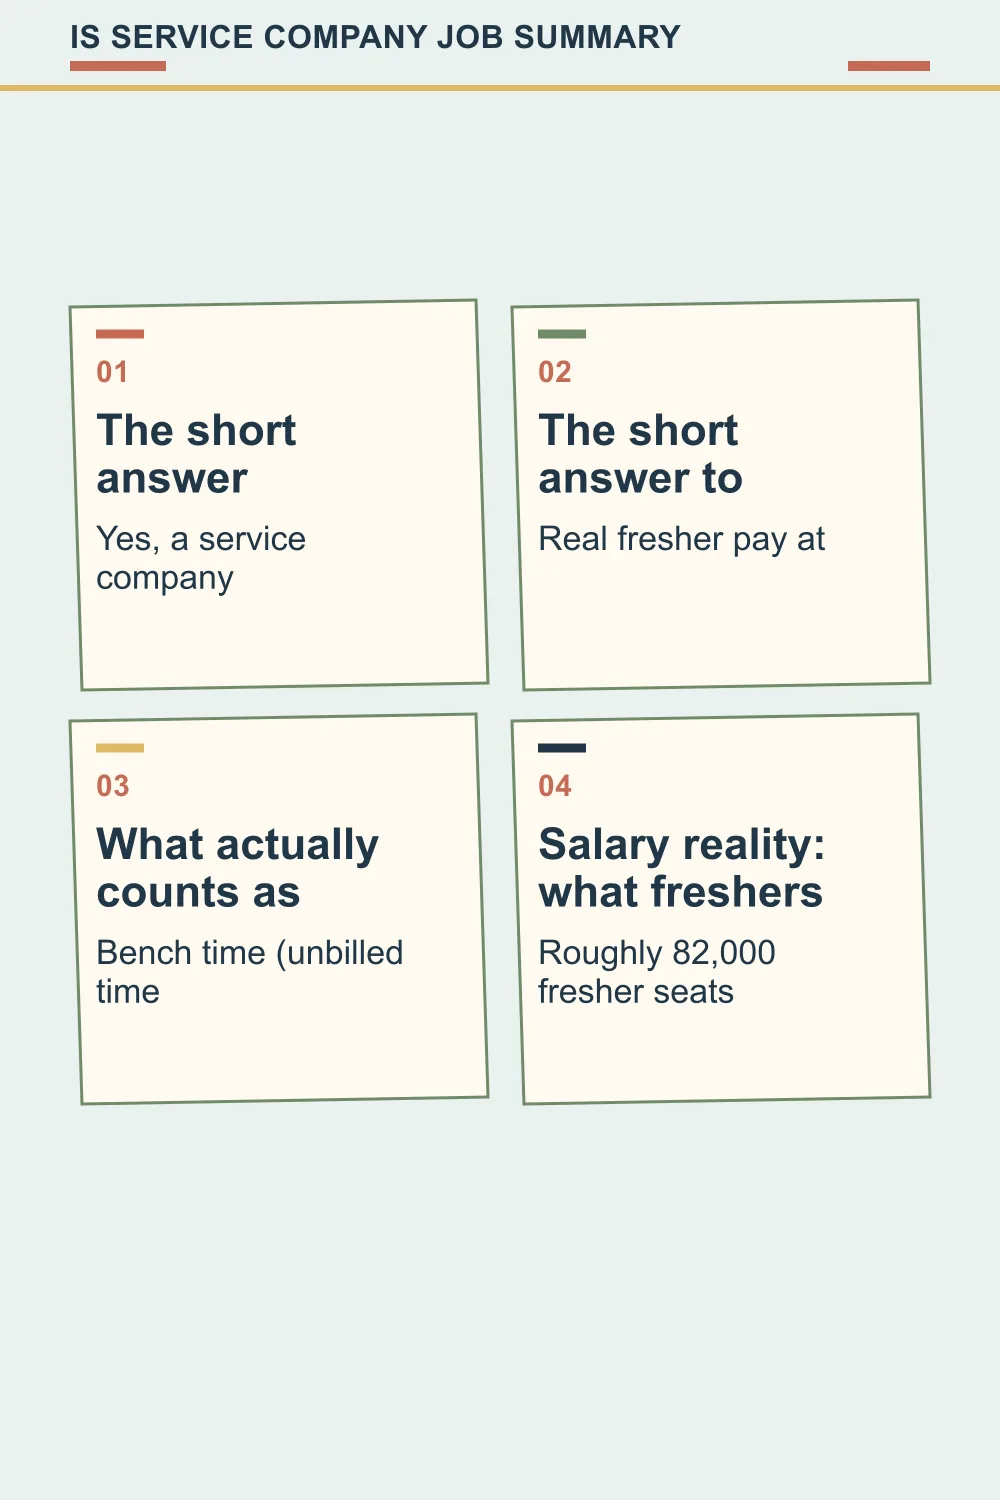 IS SERVICE COMPANY JOB SUMMARY
01
The short
answer
Yes, a service
company
02
The short
answer to
Real fresher pay at
03
What actually
counts as
Bench time (unbilled
time
04
Salary reality:
what freshers
Roughly 82,000
fresher seats